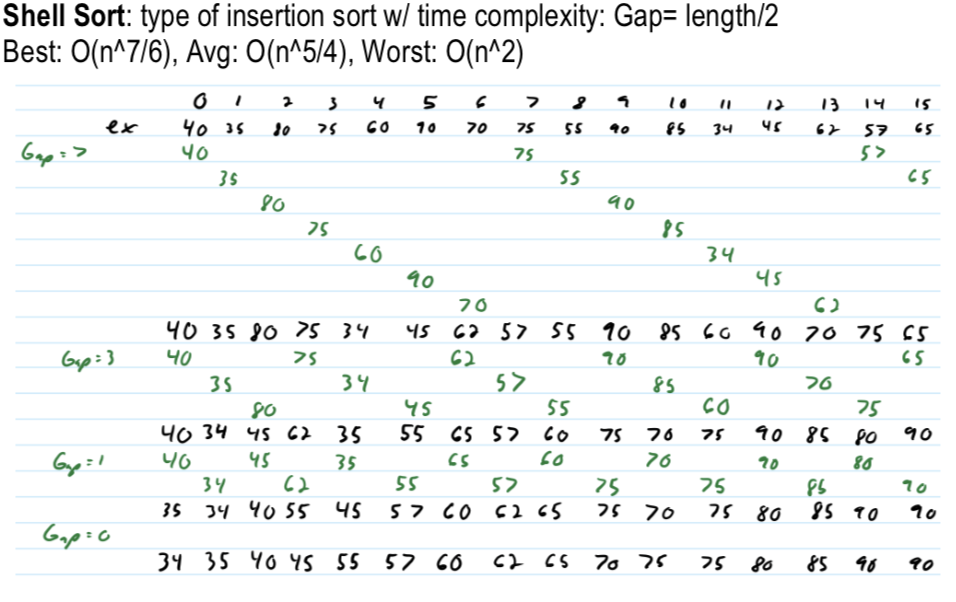 Shell Sort: type of insertion sort w/ time complexity: Gap= length/2
Best: O(n^7/6), Avg: O(n^5/4), Worst: O(n^2)
0 1 2 3 4 5 6 7 8 9 10 11 12 13 14 15
ex 40 35 80 75 60 90 70 75 55 90 85 34 45 62 57 65
Gap = 7 40 75 57
35 55 65
80 90
75 85
60 34
90 45
70 62
40 35 80 75 34 45 62 57 55 90 85 60 90 70 75 65
Gap = 3 40 75 62 90 90 65
35 34 57 85 70
80 45 55 60 75
40 34 45 62 35 55 65 57 60 75 70 75 90 85 80 90
Gap = 1 40 45 35 65 60 70 90 80
34 62 55 57 75 75 85 90
35 34 40 55 45 57 60 62 65 75 70 75 80 85 90 90
Gap = 0
34 35 40 45 55 57 60 62 65 70 75 75 80 85 90 90